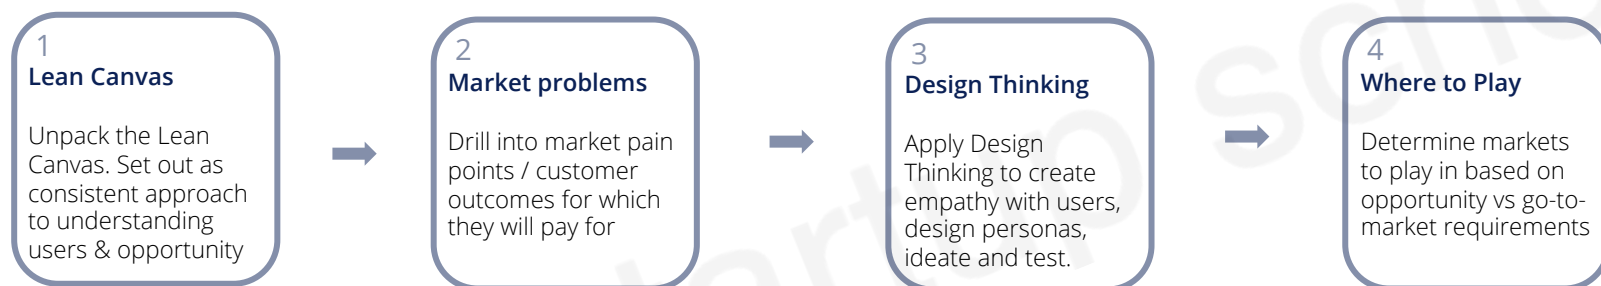 1
Lean Canvas
Unpack the Lean
Canvas. Set out as
consistent approach
to understanding
users & opportunity
2
Market problems
Drill into market pain
points / customer
outcomes for which
they will pay for
3
Design Thinking
Apply Design
Thinking to create
empathy with users,
design personas,
ideate and test.
4
Where to Play
Determine markets
to play in based on
opportunity vs go-to-
market requirements